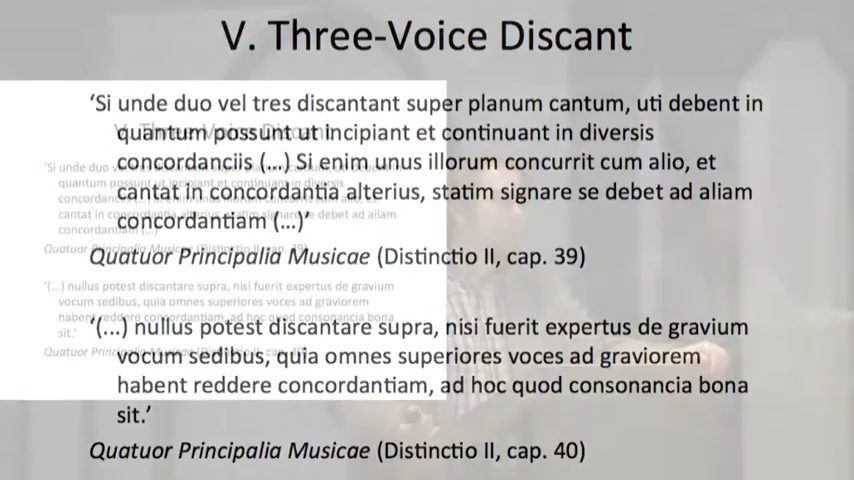 V. Three-Voice Discant
‘Si unde duo vel tres discantant super planum cantum, uti debent in
quantum possunt ut incipiant et continuant in diversis
concordanciis (...) Si enim unus illorum concurrit cum alio, et
cantat in concordantia alterius, statim signare se debet ad aliam
concordantiam (...)’
Quatuor Principalia Musicae (Distinctio II, cap. 39)
‘(...) nullus potest discantare supra, nisi fuerit expertus de gravium
vocum sedibus, quia omnes superiores voces ad graviorem
habent reddere concordantiam, ad hoc quod consonancia bona
sit.’
Quatuor Principalia Musicae (Distinctio II, cap. 40)